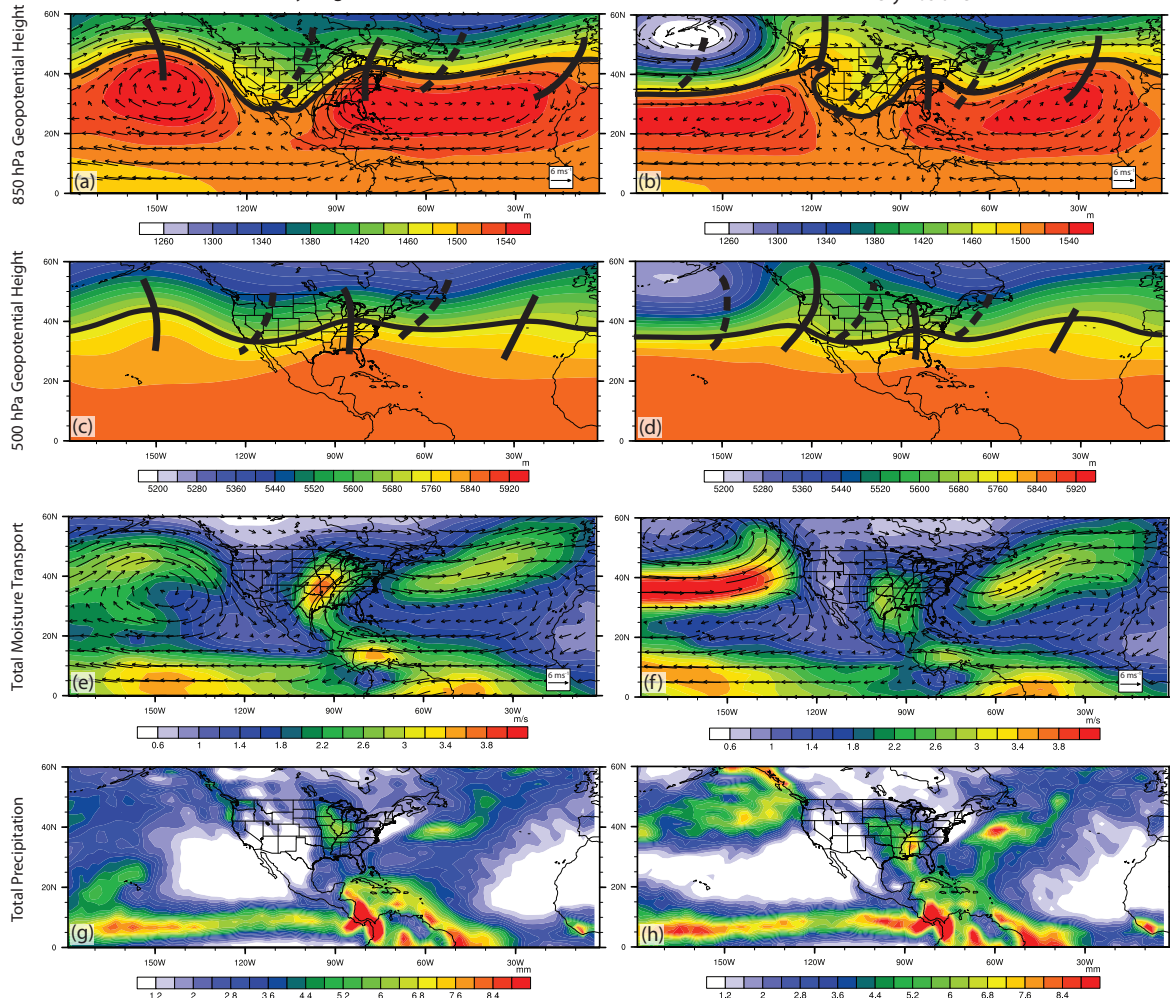 850 hPa Geopotential Height
60N
40N
20N
0
(a)
6 ms⁻¹
150W
120W
90W
60W
30W
m
1260
1300
1340
1380
1420
1460
1500
1540
60N
40N
20N
0
(b)
6 ms⁻¹
150W
120W
90W
60W
30W
m
1260
1300
1340
1380
1420
1460
1500
1540
500 hPa Geopotential Height
60N
40N
20N
0
(c)
150W
120W
90W
60W
30W
m
5200
5280
5360
5440
5520
5600
5680
5760
5840
5920
60N
40N
20N
0
(d)
150W
120W
90W
60W
30W
m
5200
5280
5360
5440
5520
5600
5680
5760
5840
5920
Total Moisture Transport
60N
40N
20N
0
(e)
6 ms⁻¹
150W
120W
90W
60W
30W
m/s
0.6
1
1.4
1.8
2.2
2.6
3
3.4
3.8
60N
40N
20N
0
(f)
6 ms⁻¹
150W
120W
90W
60W
30W
m/s
0.6
1
1.4
1.8
2.2
2.6
3
3.4
3.8
Total Precipitation
60N
40N
20N
0
(g)
150W
120W
90W
60W
30W
mm
1.2
2
2.8
3.6
4.4
5.2
6
6.8
7.6
8.4
60N
40N
20N
0
(h)
150W
120W
90W
60W
30W
mm
1.2
2
2.8
3.6
4.4
5.2
6
6.8
7.6
8.4